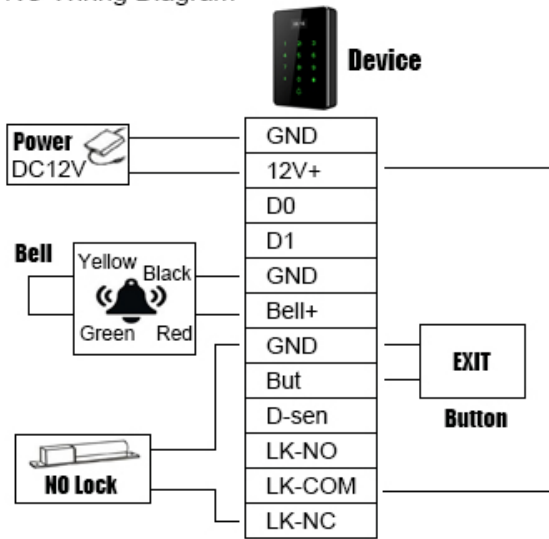 Device
Power
DC12V
GND
12V+
D0
D1
GND
Bell+
GND
But
D-sen
LK-NO
LK-COM
LK-NC
Bell
Yellow
Black
Green
Red
NO Lock
EXIT
Button